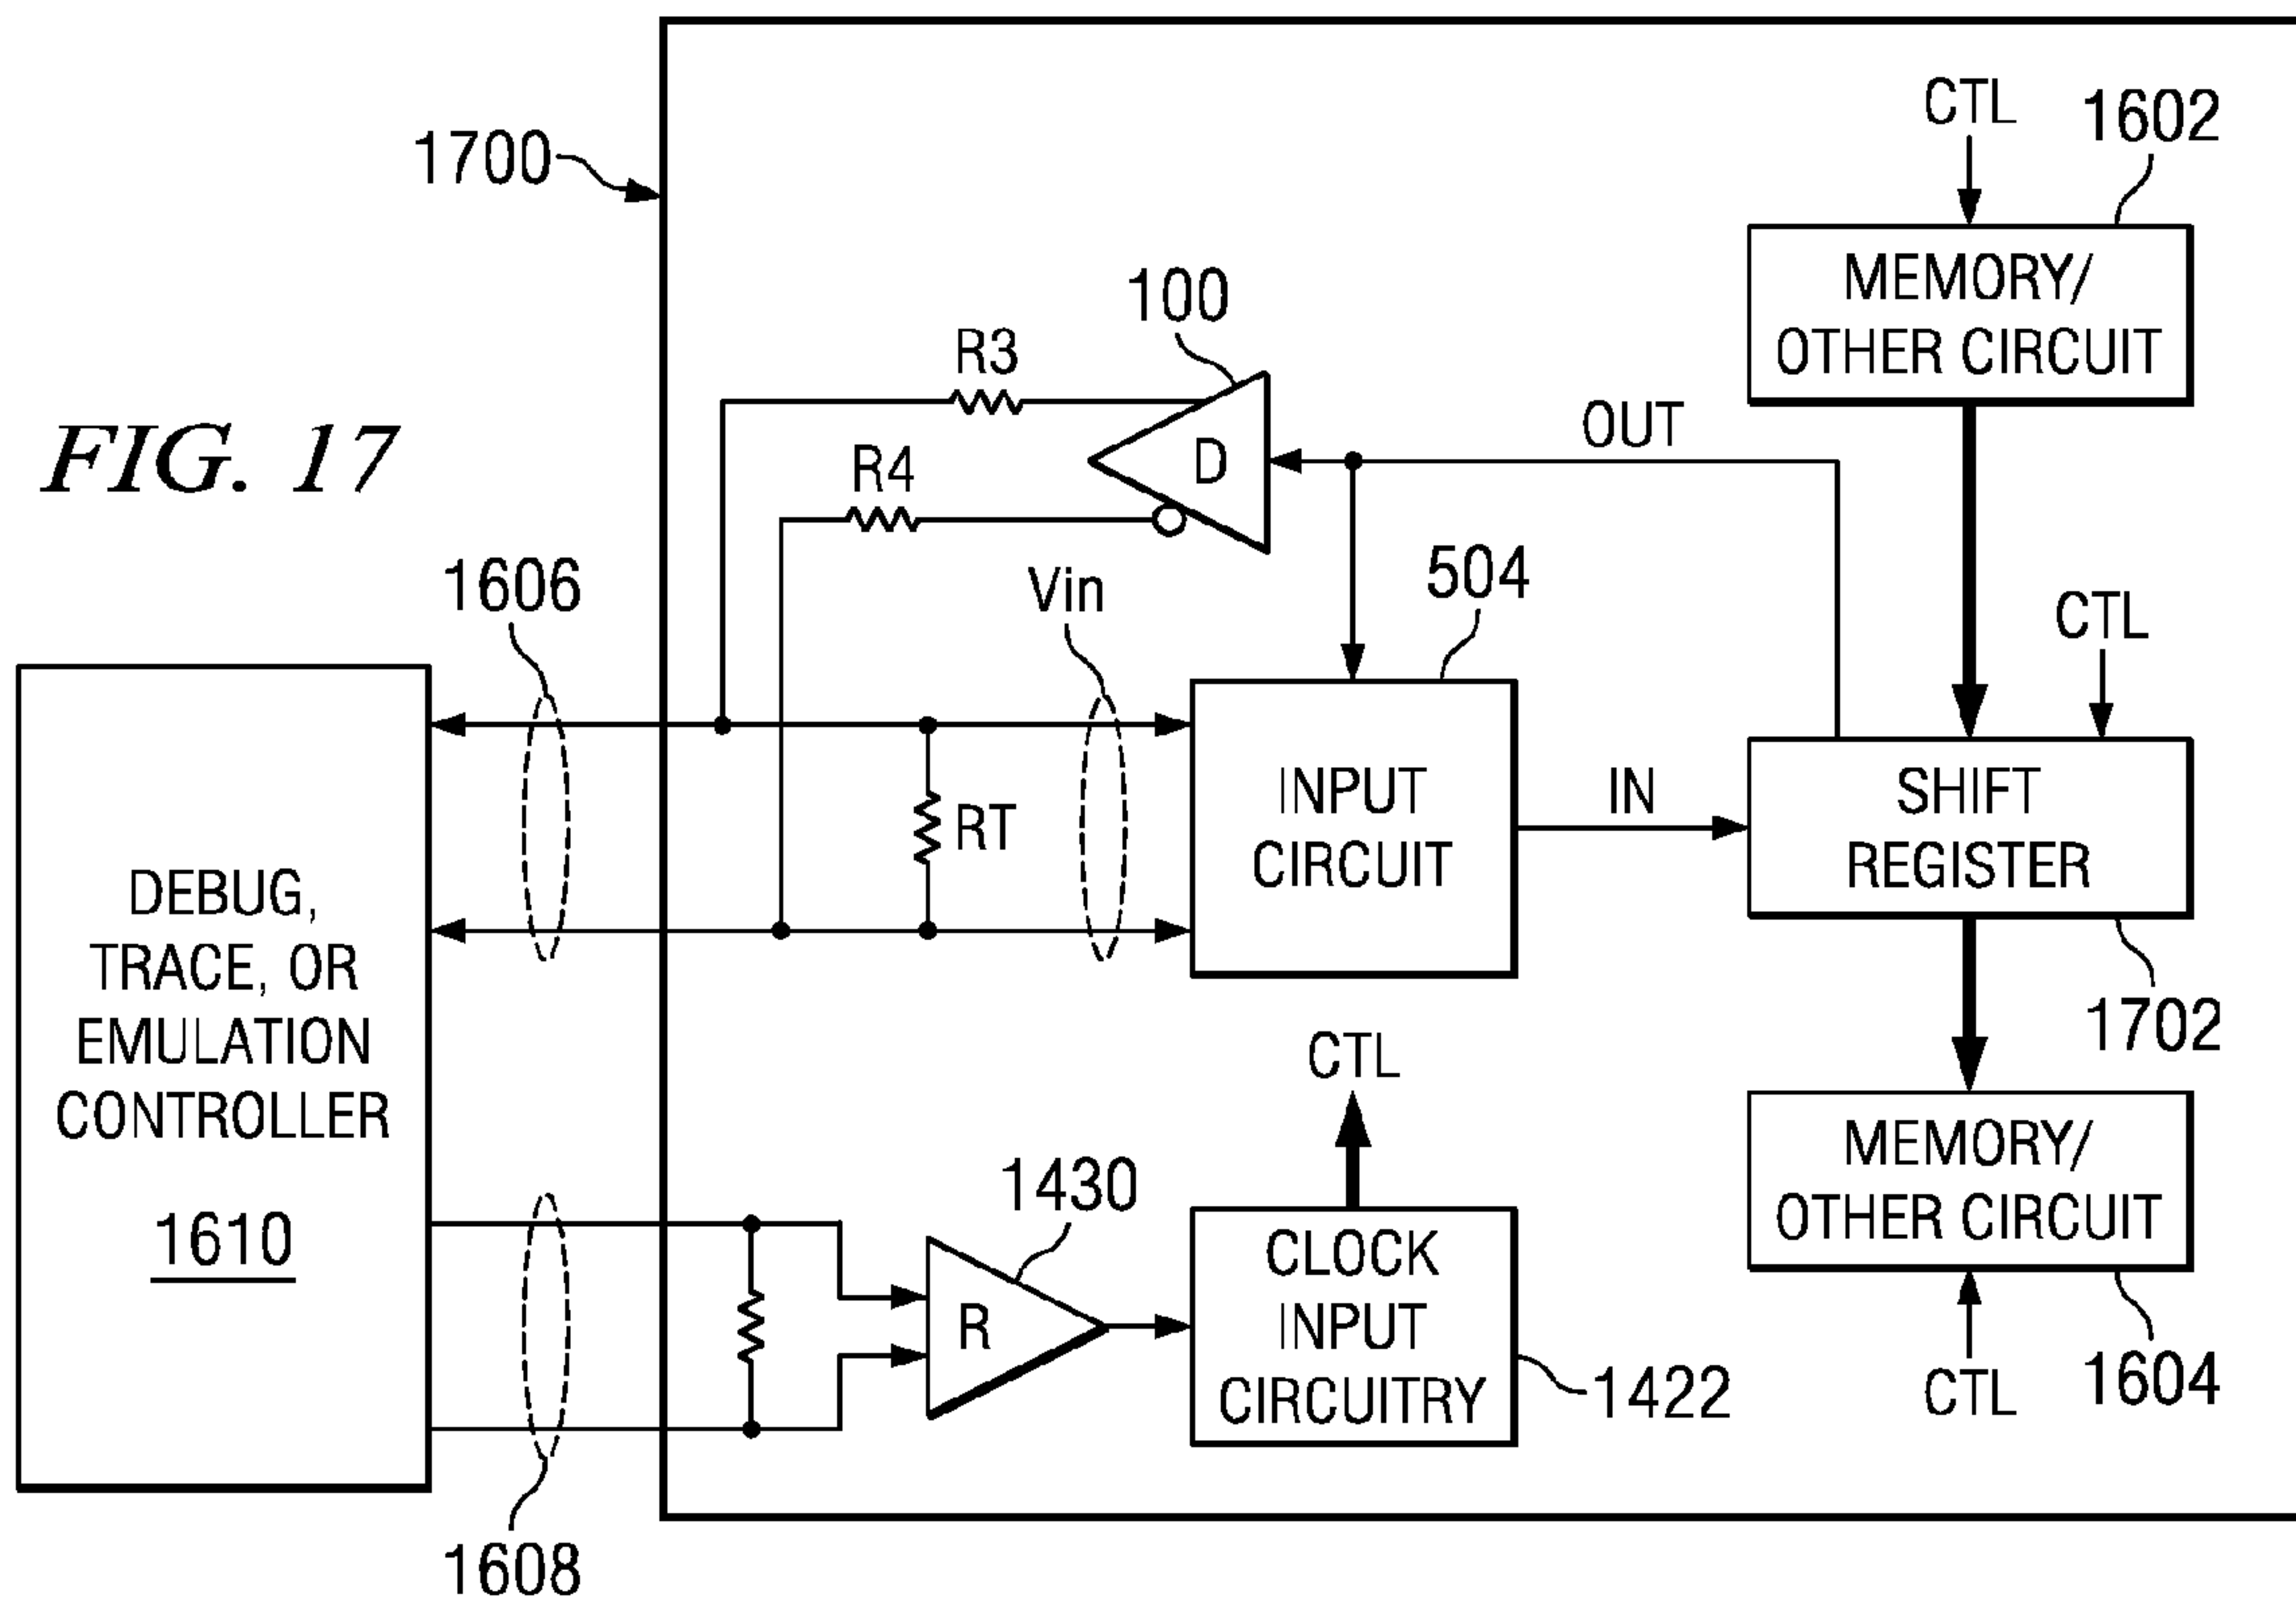 CTL
1602
1700
MEMORY/
OTHER CIRCUIT
100
R3
D
OUT
FIG. 17
R4
1606
Vin
504
CTL
DEBUG,
TRACE, OR
EMULATION
CONTROLLER
1610
RT
INPUT
CIRCUIT
IN
SHIFT
REGISTER
1702
CTL
1430
R
CLOCK
INPUT
CIRCUITRY
1422
MEMORY/
OTHER CIRCUIT
CTL
1604
1608